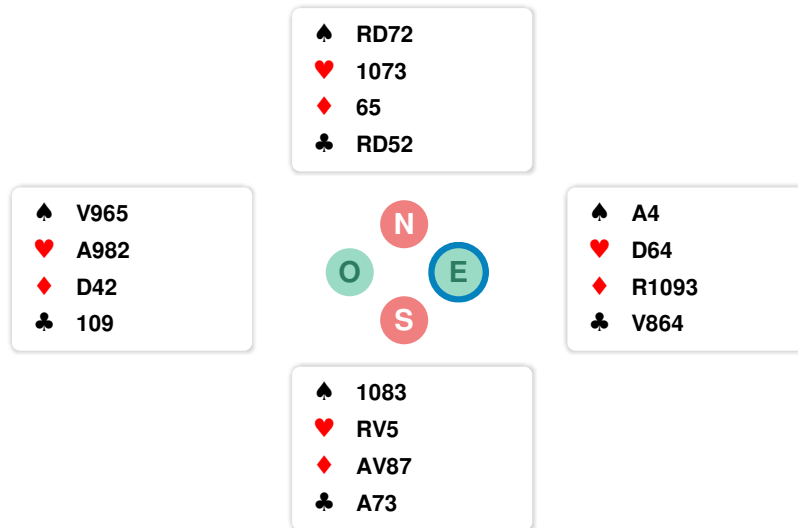 ♠ RD72
♥ 1073
♦ 65
♣ RD52
♠ V965
♥ A982
♦ D42
♣ 109
N
O E
S
♠ A4
♥ D64
♦ R1093
♣ V864
♠ 1083
♥ RV5
♦ AV87
♣ A73